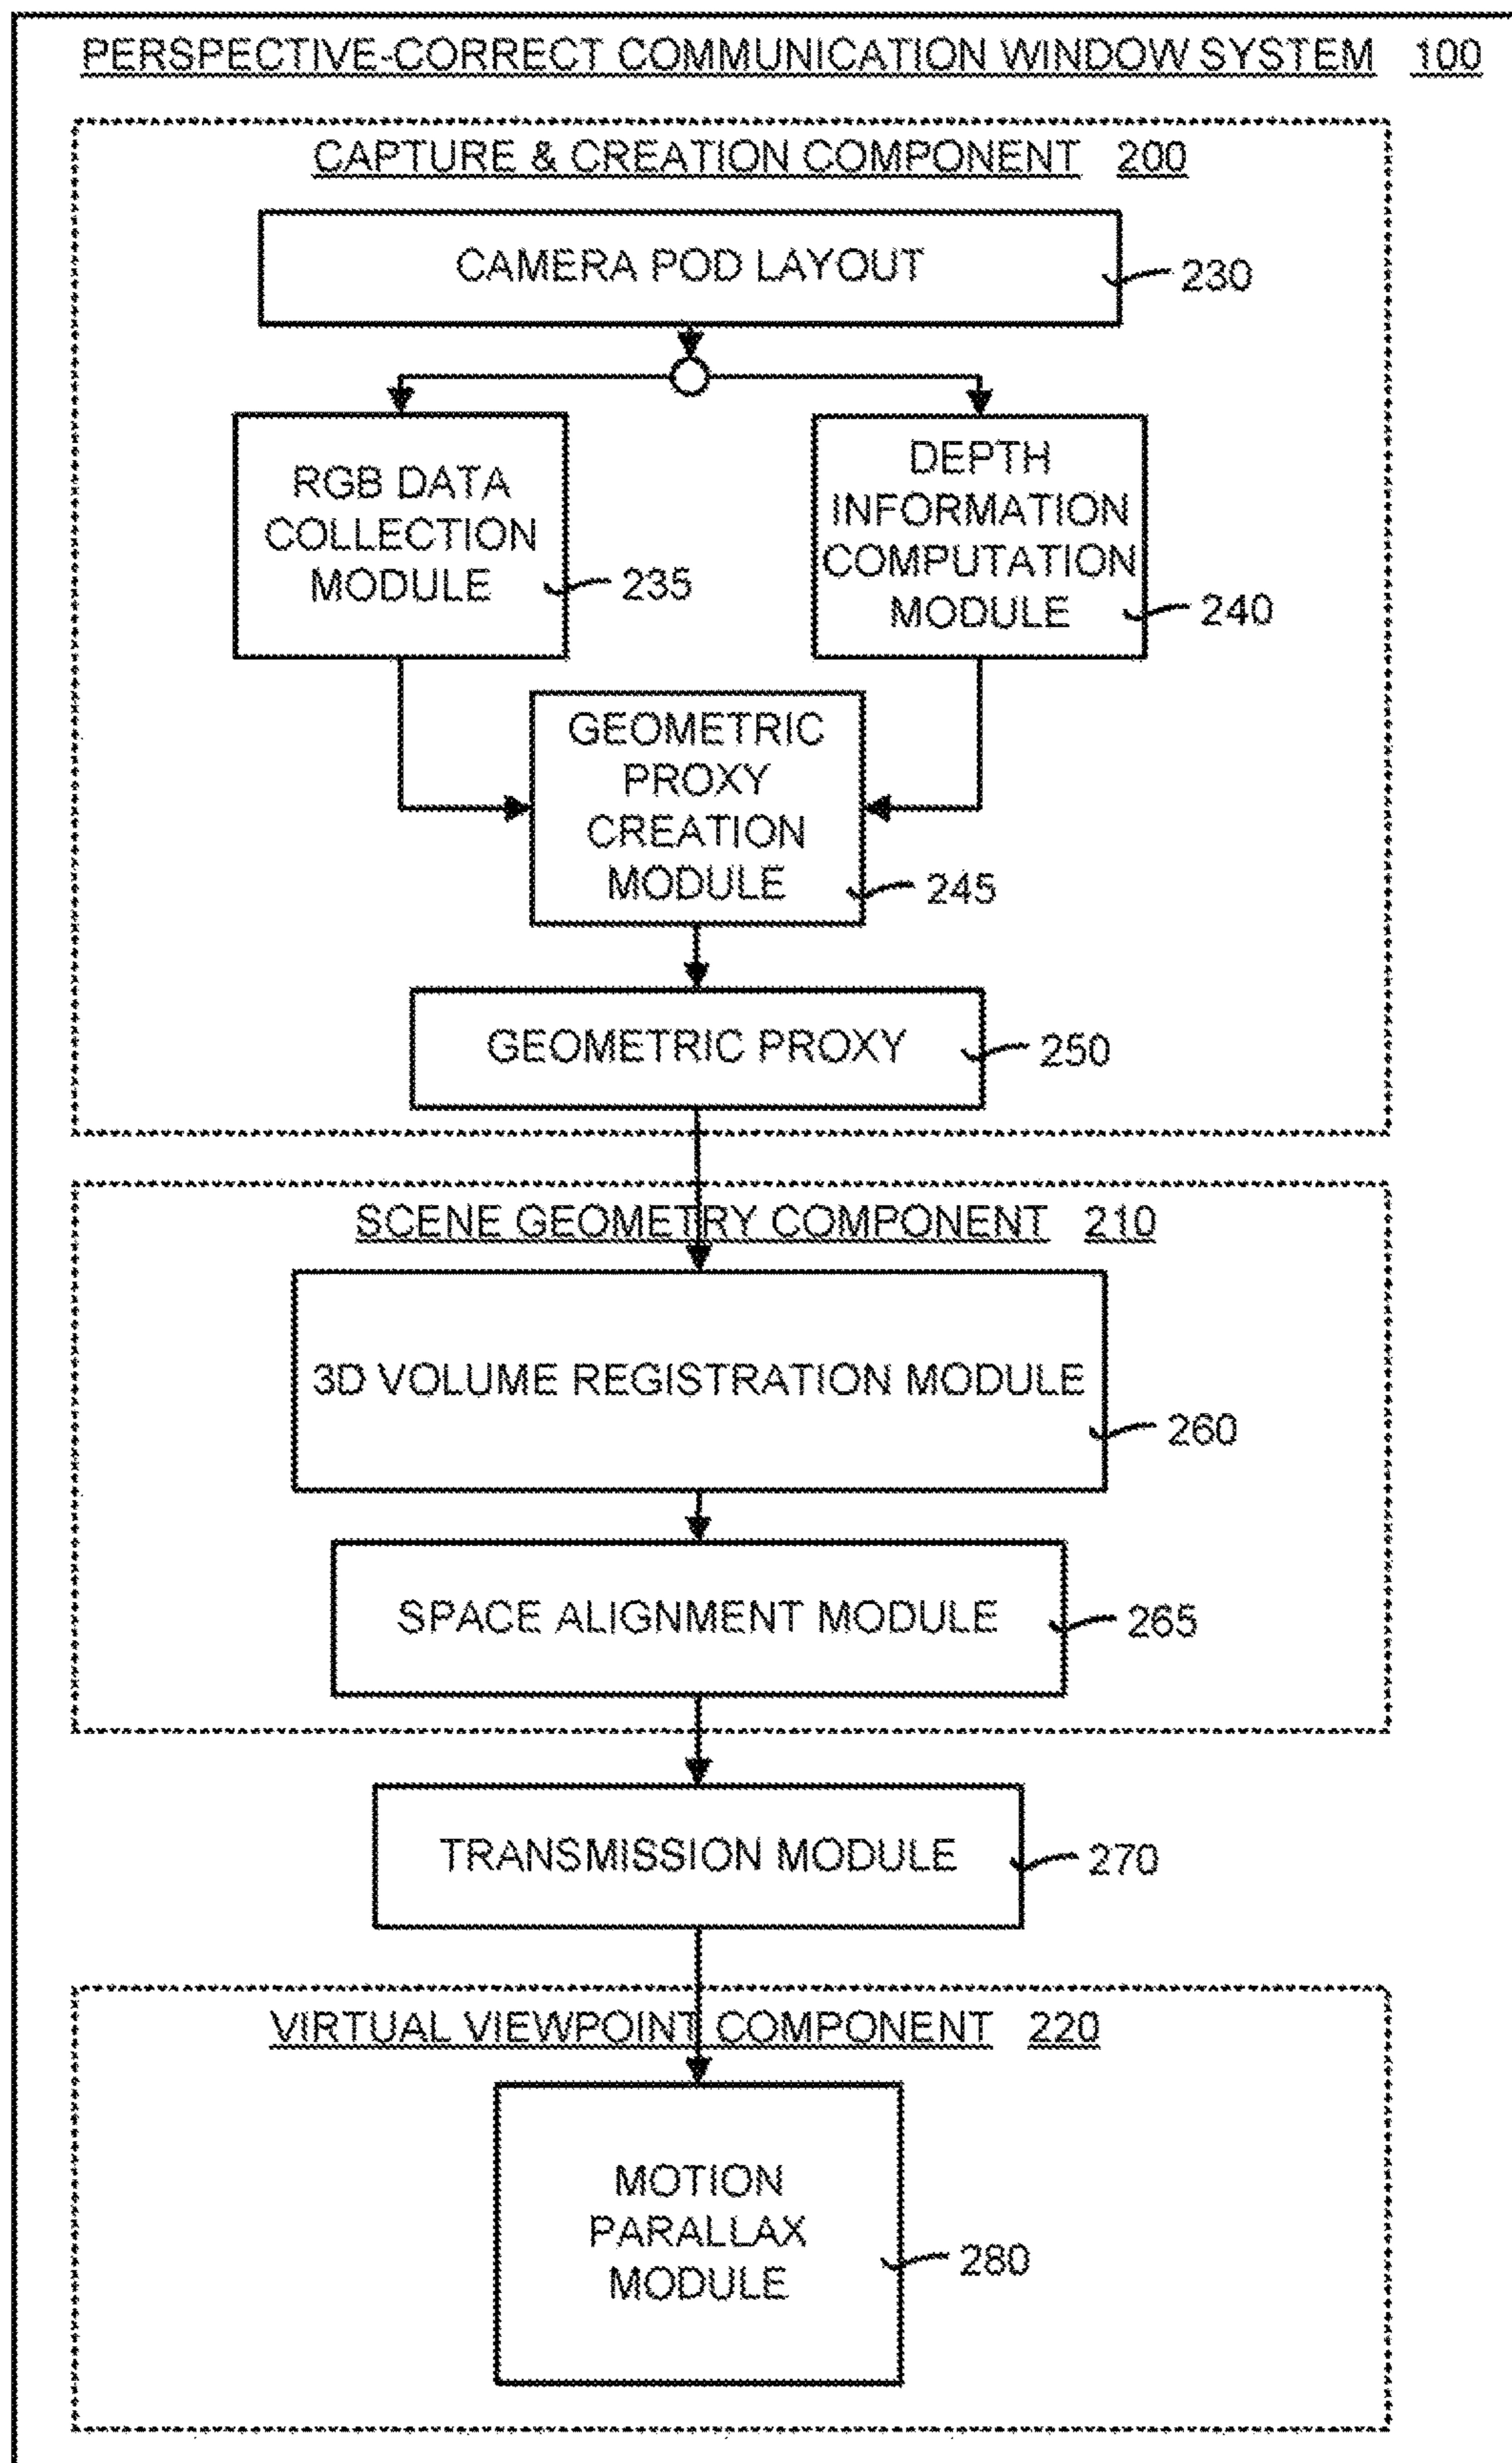 PERSPECTIVE-CORRECT COMMUNICATION WINDOW SYSTEM 100
CAPTURE & CREATION COMPONENT 200
CAMERA POD LAYOUT
230
RGB DATA
COLLECTION
MODULE
235
DEPTH
INFORMATION
COMPUTATION
MODULE
240
GEOMETRIC
PROXY
CREATION
MODULE
245
GEOMETRIC PROXY
250
SCENE GEOMETRY COMPONENT 210
3D VOLUME REGISTRATION MODULE
260
SPACE ALIGNMENT MODULE
265
TRANSMISSION MODULE
270
VIRTUAL VIEWPOINT COMPONENT 220
MOTION
PARALLAX
MODULE
280